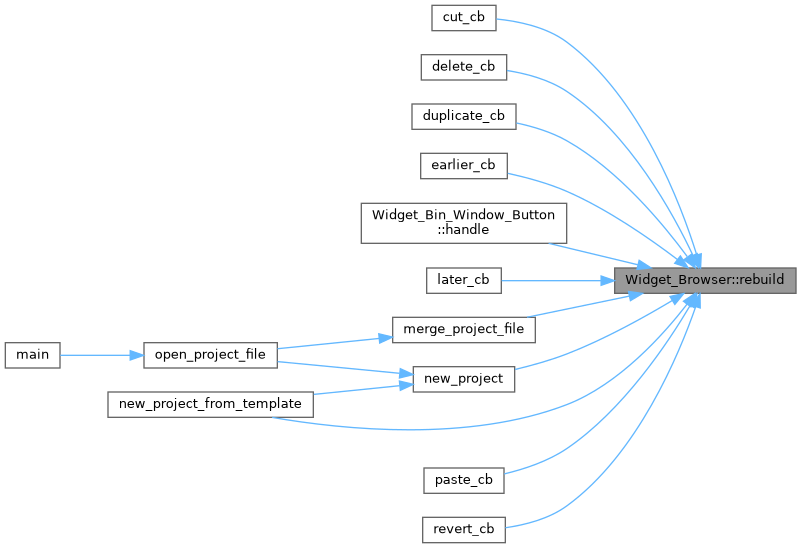 cut_cb
delete_cb
duplicate_cb
earlier_cb
Widget_Bin_Window_Button
::handle
Widget_Browser::rebuild
later_cb
merge_project_file
main
open_project_file
new_project
new_project_from_template
paste_cb
revert_cb